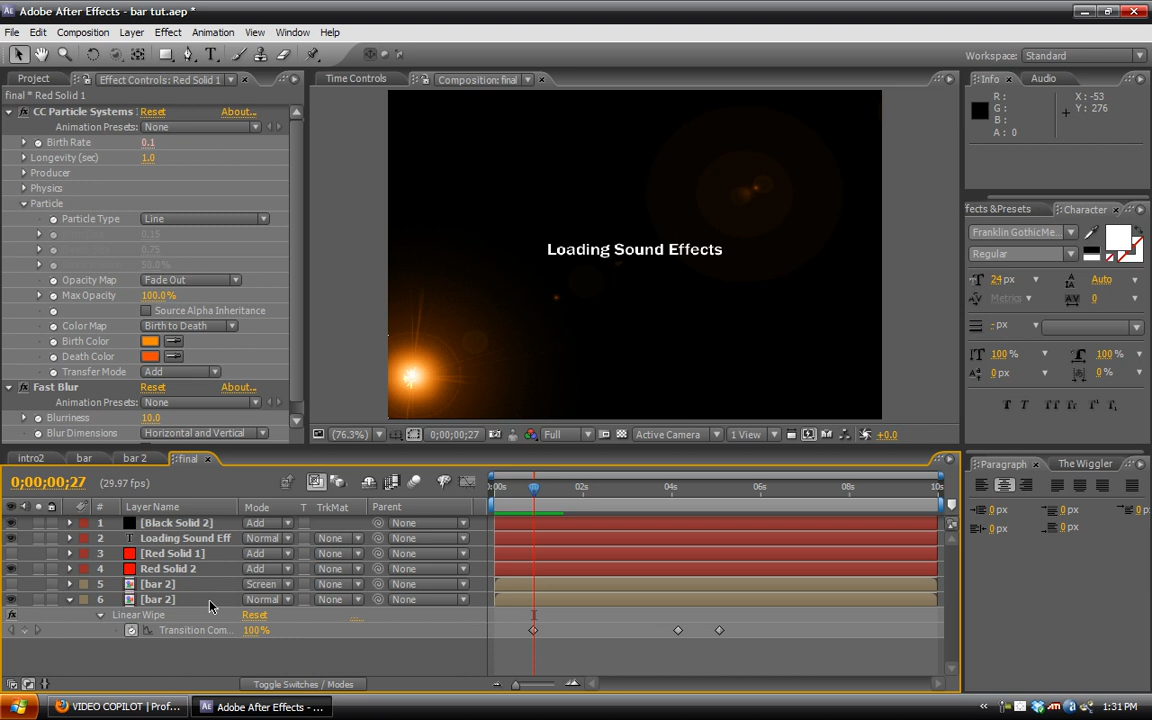 Adobe After Effects - bar tut.aep *
File Edit Composition Layer Effect Animation View Window Help
Workspace: Standard
Project Effect Controls: Red Solid 1
final * Red Solid 1
CC Particle Systems Reset About...
Animation Presets: None
Birth Rate 0.1
Longevity (sec) 1.0
Producer
Physics
Particle
Particle Type Line
0.15
0.75
50.0%
Opacity Map Fade Out
Max Opacity 100.0%
Source Alpha Inheritance
Color Map Birth to Death
Birth Color
Death Color
Transfer Mode Add
Fast Blur Reset About...
Animation Presets: None
Blurriness 10.0
Blur Dimensions Horizontal and Vertical
Time Controls Composition: final
Loading Sound Effects
(76.3%) 0;00;00;27 Full Active Camera 1 View +0.0
Info Audio
R : X : -53
G : Y : 276
B :
A : 0
fects & Presets Character
Franklin GothicMe...
Regular
24 px Auto
Metrics 0
- px
100 % 100 %
0 px 0 %
T T TT Tr T¹ T₁
Paragraph The Wiggler
0 px 0 px 0 p
0 px 0 px
intro2 bar bar 2 final
0;00;00;27 (29.97 fps)
:00s 02s 04s 06s 08s 10s
# Layer Name Mode T TrkMat Parent
1 [Black Solid 2] Add None
2 Loading Sound Eff Normal None None
3 [Red Solid 1] Add None None
4 Red Solid 2 Add None None
5 [bar 2] Screen None None
6 [bar 2] Normal None None
Linear Wipe Reset ...
Transition Com... 100%
Toggle Switches / Modes
VIDEO COPILOT | Prof... Adobe After Effects - ... 1:31 PM